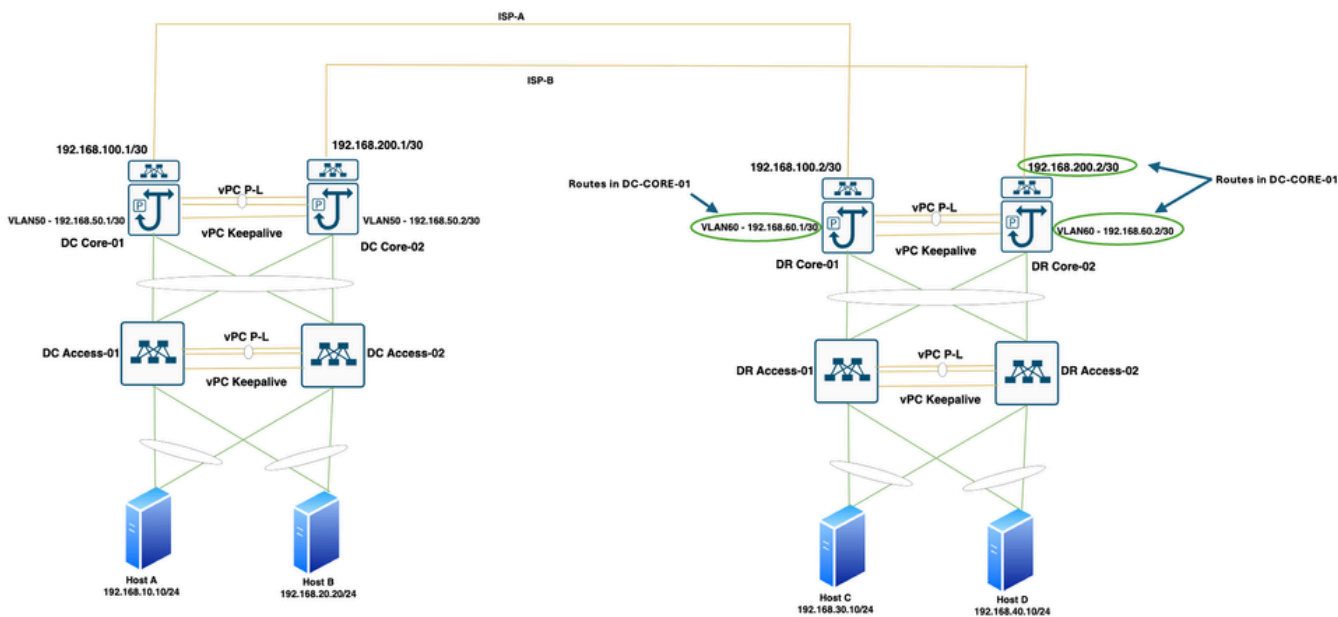 ISP-A
ISP-B
192.168.100.1/30
192.168.200.1/30
vPC P-L
P
P
VLAN50 - 192.168.50.1/30
VLAN50 - 192.168.50.2/30
vPC Keepalive
DC Core-01
DC Core-02
vPC P-L
DC Access-01
DC Access-02
vPC Keepalive
Host A
192.168.10.10/24
Host B
192.168.20.20/24
192.168.100.2/30
192.168.200.2/30
Routes in DC-CORE-01
Routes in DC-CORE-01
vPC P-L
P
P
VLAN60 - 192.168.60.1/30
VLAN60 - 192.168.60.2/30
vPC Keepalive
DR Core-01
DR Core-02
vPC P-L
DR Access-01
DR Access-02
vPC Keepalive
Host C
192.168.30.10/24
Host D
192.168.40.10/24